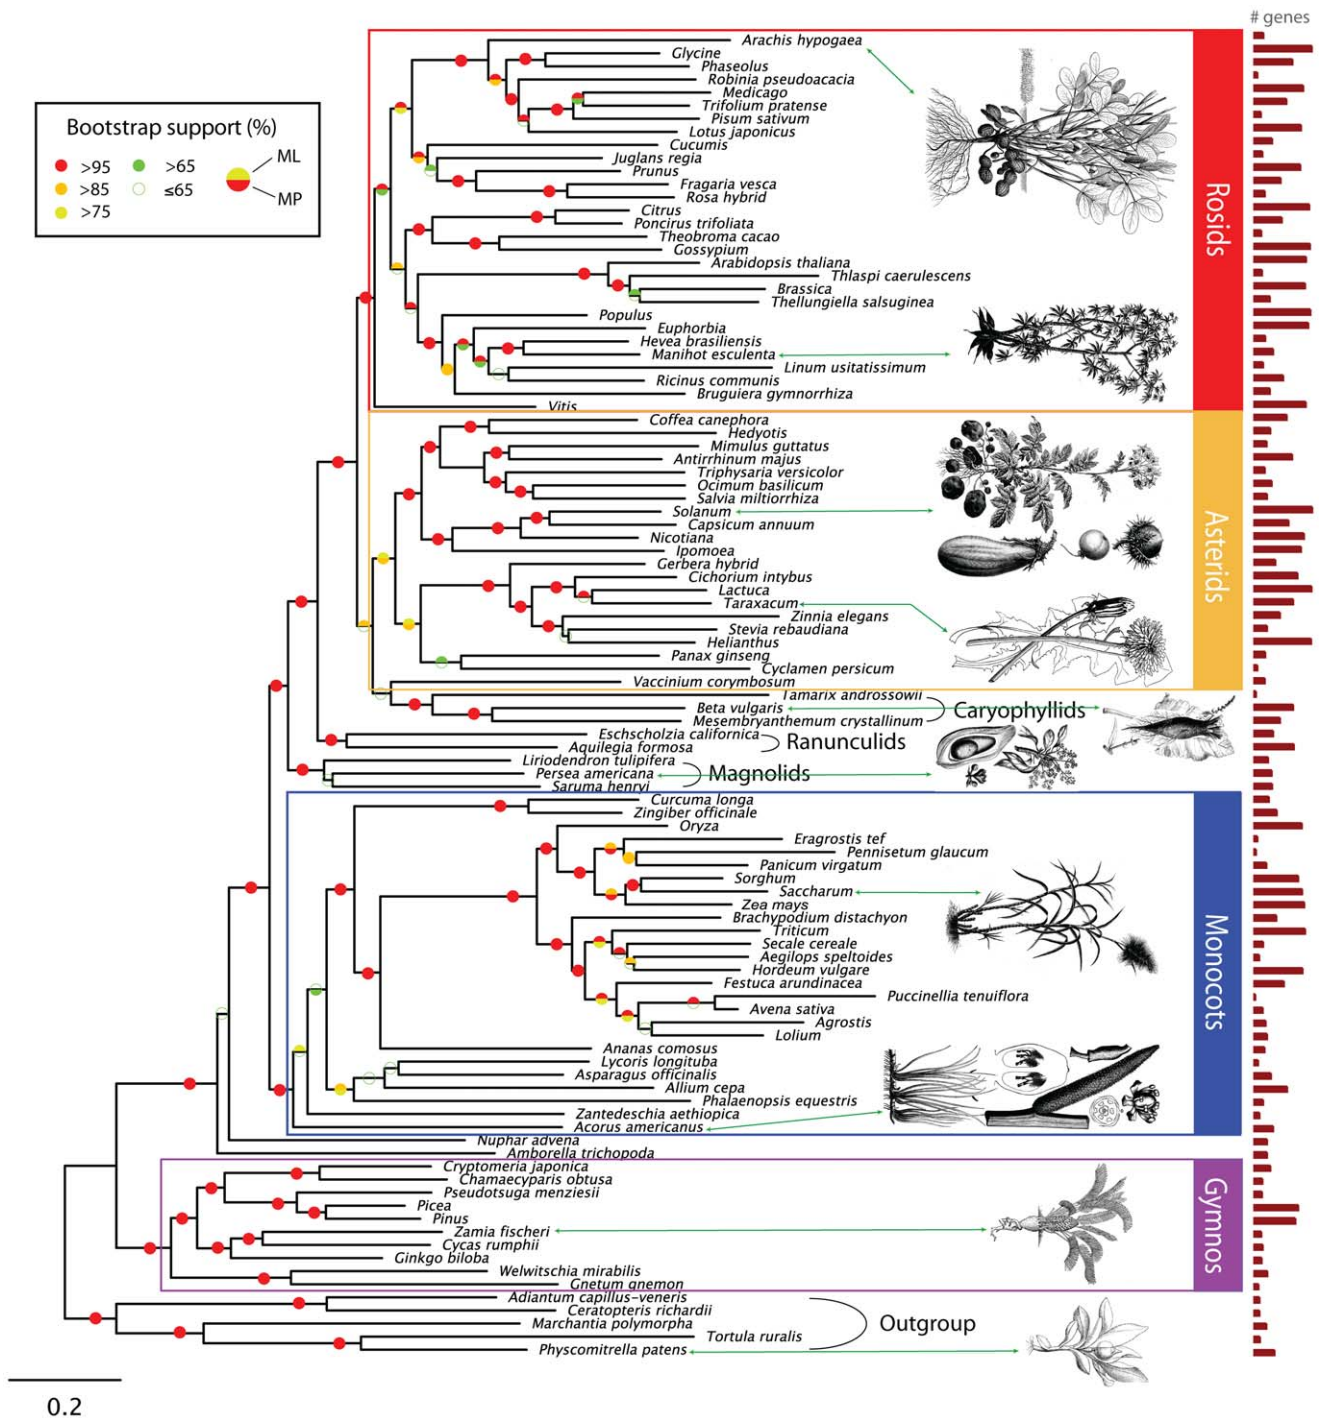 # genes
Bootstrap support (%)
>95
>65
>85
≤65
>75
ML
MP
Arachis hypogaea
Glycine
Phaseolus
Robinia pseudoacacia
Medicago
Trifolium pratense
Pisum sativum
Lotus japonicus
Cucumis
Juglans regia
Prunus
Fragaria vesca
Rosa hybrid
Citrus
Poncirus trifoliata
Theobroma cacao
Gossypium
Arabidopsis thaliana
Thlaspi caerulescens
Brassica
Thellungiella salsuginea
Populus
Euphorbia
Hevea brasiliensis
Manihot esculenta
Linum usitatissimum
Ricinus communis
Bruguiera gymnorrhiza
Vitis
Rosids
Coffea canephora
Hedyotis
Mimulus guttatus
Antirrhinum majus
Triphysaria versicolor
Ocimum basilicum
Salvia miltiorrhiza
Solanum
Capsicum annuum
Nicotiana
Ipomoea
Gerbera hybrid
Cichorium intybus
Lactuca
Taraxacum
Zinnia elegans
Stevia rebaudiana
Helianthus
Panax ginseng
Cyclamen persicum
Vaccinium corymbosum
Asterids
Tamarix androssowii
Beta vulgaris
Mesembryanthemum crystallinum
Caryophyllids
Eschscholzia californica
Aquilegia formosa
Ranunculids
Liriodendron tulipifera
Persea americana
Saruma henryi
Magnolids
Curcuma longa
Zingiber officinale
Oryza
Eragrostis tef
Pennisetum glaucum
Panicum virgatum
Sorghum
Saccharum
Zea mays
Brachypodium distachyon
Triticum
Secale cereale
Aegilops speltoides
Hordeum vulgare
Festuca arundinacea
Puccinellia tenuiflora
Avena sativa
Agrostis
Lolium
Ananas comosus
Lycoris longituba
Asparagus officinalis
Allium cepa
Phalaenopsis equestris
Zantedeschia aethiopica
Acorus americanus
Monocots
Nuphar advena
Amborella trichopoda
Cryptomeria japonica
Chamaecyparis obtusa
Pseudotsuga menziesii
Picea
Pinus
Zamia fischeri
Cycas rumphii
Ginkgo biloba
Welwitschia mirabilis
Gnetum gnemon
Gymnos
Adiantum capillus-veneris
Ceratopteris richardii
Marchantia polymorpha
Tortula ruralis
Physcomitrella patens
Outgroup
0.2